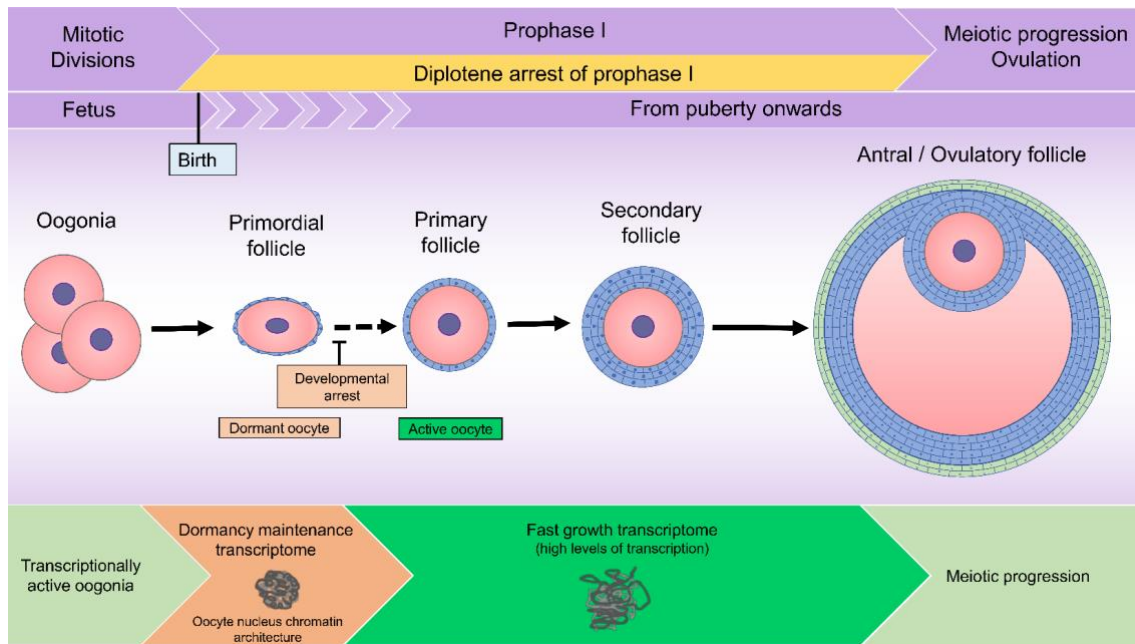 Mitotic
Divisions
Prophase I
Meiotic progression
Ovulation
Diplotene arrest of prophase I
Fetus
From puberty onwards
Birth
Antral / Ovulatory follicle
Oogonia
Primordial
follicle
Primary
follicle
Secondary
follicle
Developmental
arrest
Dormant oocyte
Active oocyte
Transcriptionally
active oogonia
Dormancy maintenance
transcriptome
Oocyte nucleus chromatin
architecture
Fast growth transcriptome
(high levels of transcription)
Meiotic progression